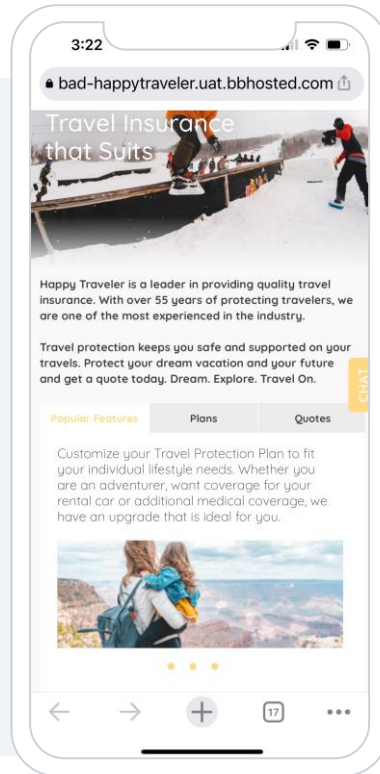 3:22
bad-happytraveler.uat.bbhosted.com
Travel Insurance
that Suits
Happy Traveler is a leader in providing quality travel
insurance. With over 55 years of protecting travelers, we
are one of the most experienced in the industry.
Travel protection keeps you safe and supported on your
travels. Protect your dream vacation and your future
and get a quote today. Dream. Explore. Travel On.
CHAT
Popular Features Plans Quotes
Customize your Travel Protection Plan to fit
your individual lifestyle needs. Whether you
are an adventurer, want coverage for your
rental car or additional medical coverage, we
have an upgrade that is ideal for you.
17